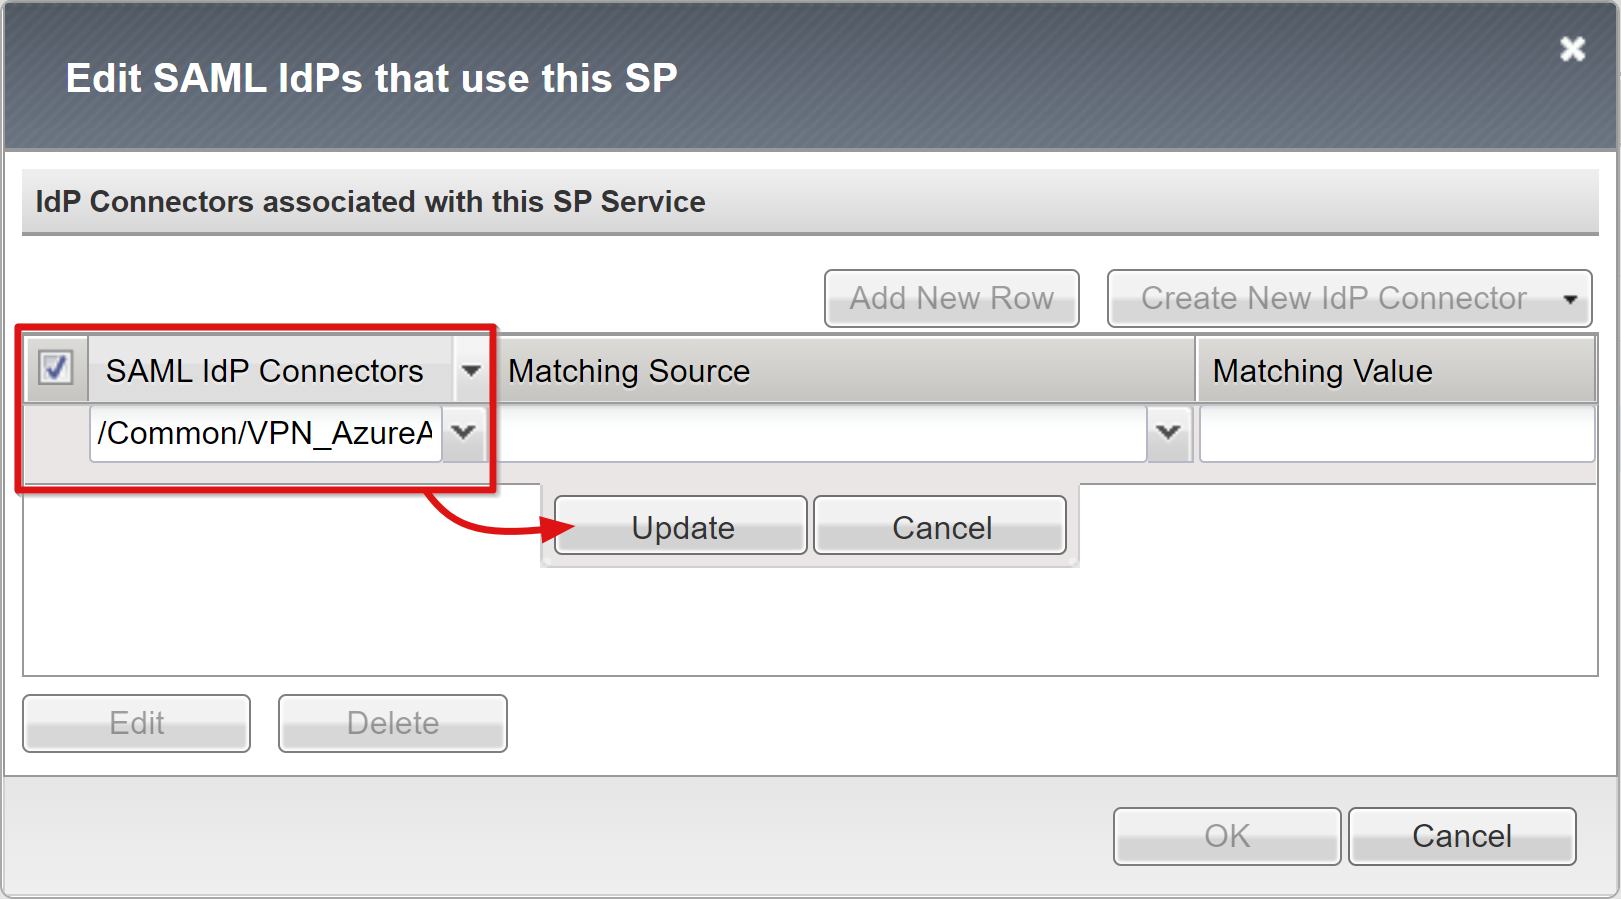 Edit SAML IdPs that use this SP
IdP Connectors associated with this SP Service
Add New Row
Create New IdP Connector
SAML IdP Connectors
Matching Source
Matching Value
/Common/VPN_AzureA
Update
Cancel
Edit
Delete
OK
Cancel